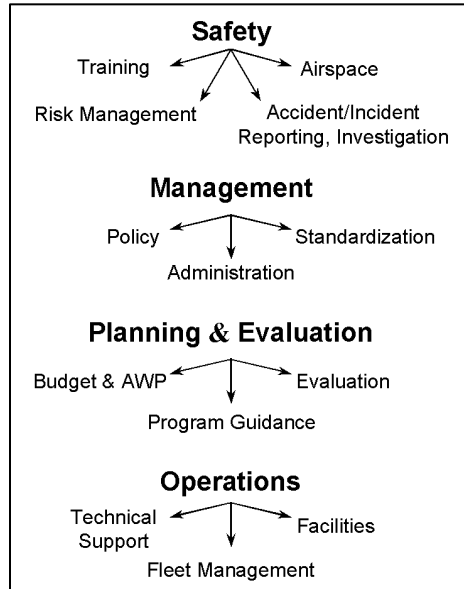 Safety
Training
Airspace
Risk Management
Accident/Incident
Reporting, Investigation
Management
Policy
Standardization
Administration
Planning & Evaluation
Budget & AWP
Evaluation
Program Guidance
Operations
Technical
Support
Facilities
Fleet Management